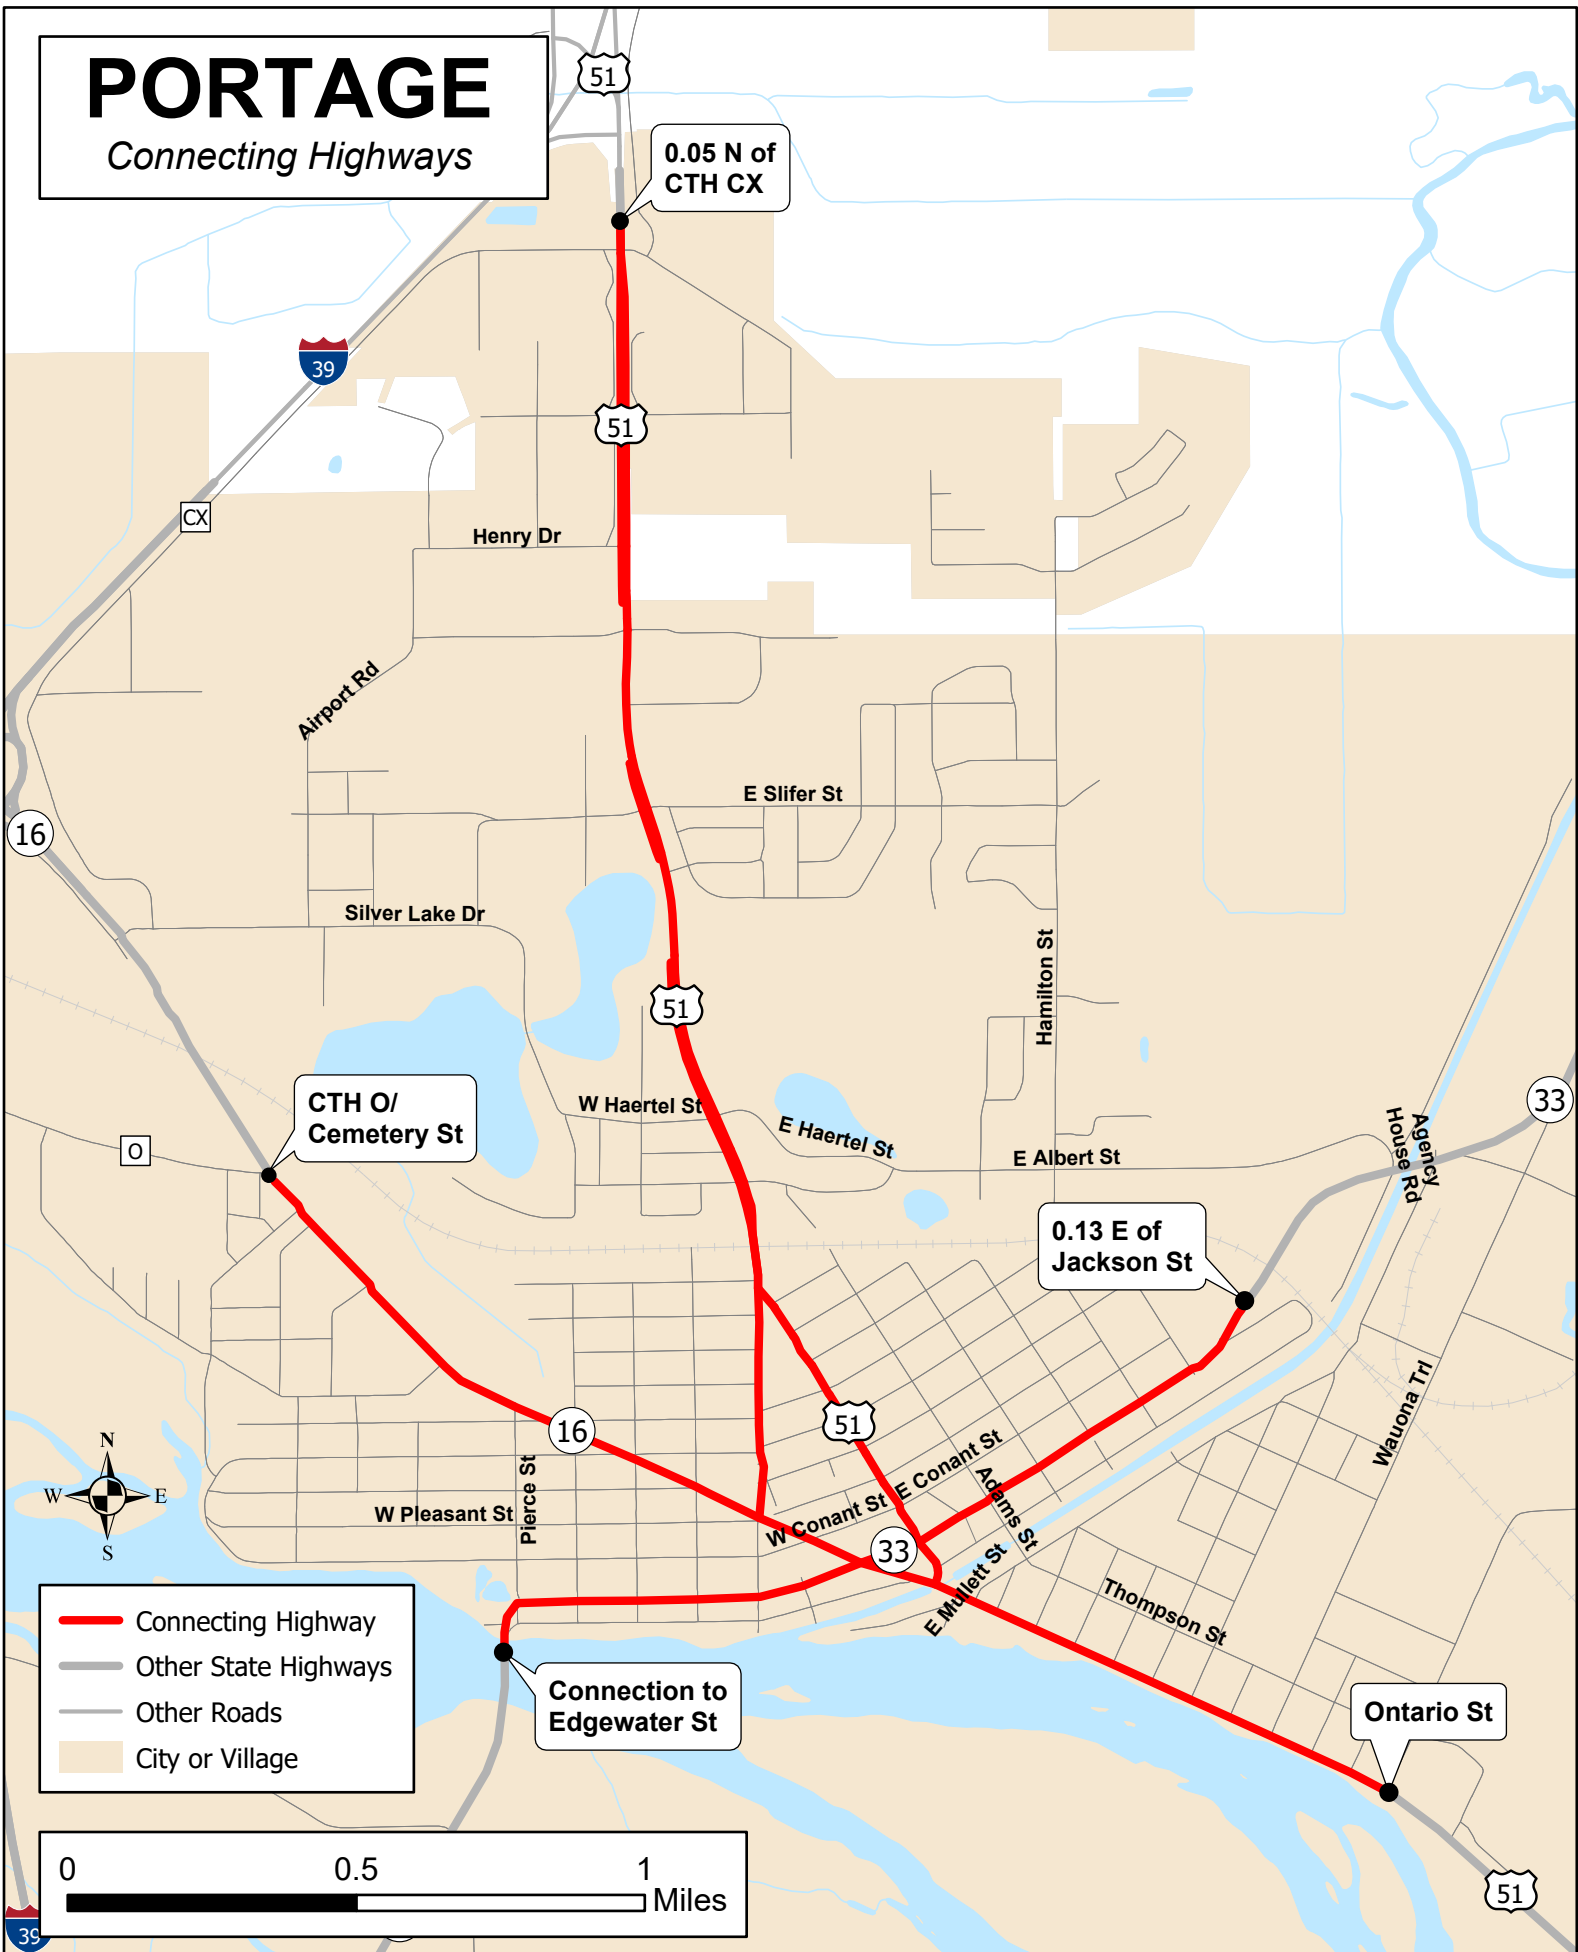 PORTAGE
Connecting Highways
51
0.05 N of
CTH CX
39
51
CX
Henry Dr
Airport Rd
E Slifer St
16
Silver Lake Dr
Hamilton St
51
CTH O/
Cemetery St
W Haertel St
E Haertel St
E Albert St
Agency
House Rd
33
O
0.13 E of
Jackson St
Wauona Trl
51
16
E Conant St
Adams St
N
W E
S
W Pleasant St
Pierce St
W Conant St
33
E Mullett St
Thompson St
Connecting Highway
Other State Highways
Other Roads
City or Village
Connection to
Edgewater St
Ontario St
0 0.5 1
Miles
51
39